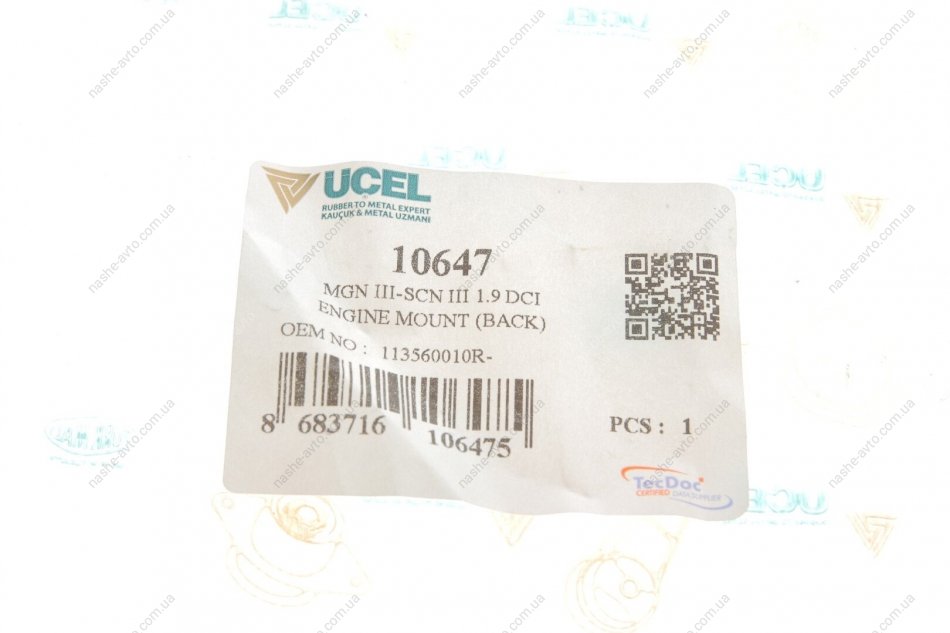 UCEL
RUBBER TO METAL EXPERT
KAUÇUK & METAL UZMANI
10647
MGN III-SCN III 1.9 DCI
ENGINE MOUNT (BACK)
OEM NO : 113560010R-
8 683716 106475
PCS : 1
TecDoc
CERTIFIED DATA SUPPLIER
UCEL
nashe-avto.com.ua